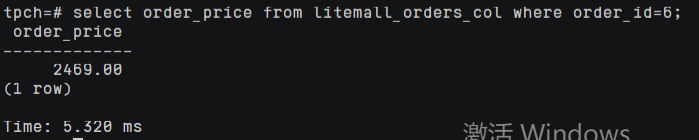 tpch=# select order_price from litemall_orders_col where order_id=6;
 order_price
-------------
     2469.00
(1 row)
Time: 5.320 ms
激活 Windows